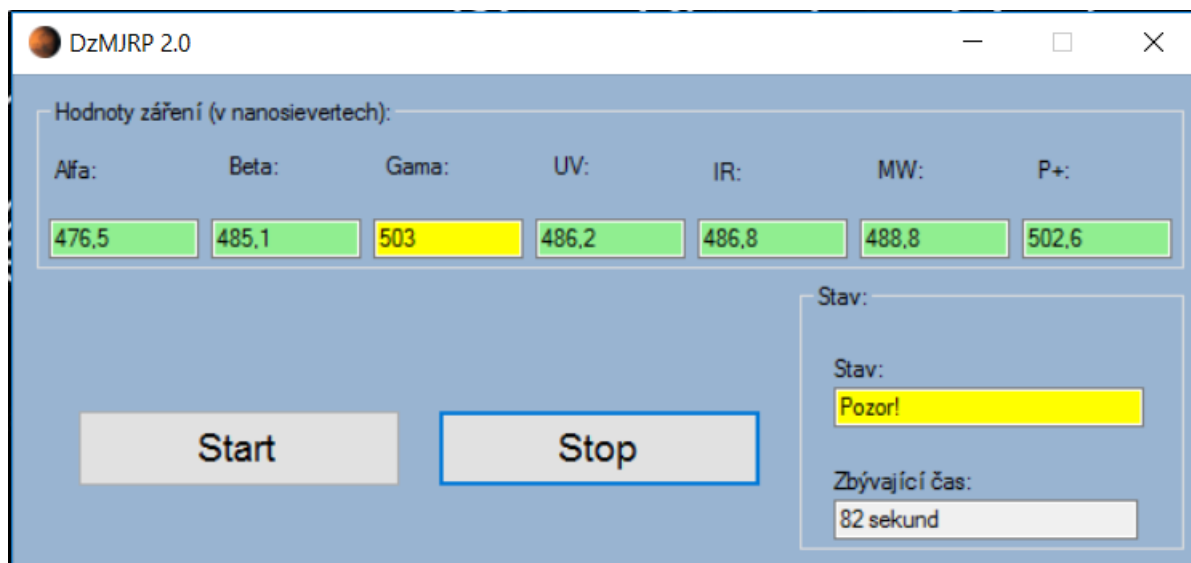 DzMJRP 2.0
Hodnoty záření (v nanosievertech):
Alfa: Beta: Gama: UV: IR: MW: P+:
476,5 485,1 503 486,2 486,8 488,8 502,6
Stav:
Stav:
Pozor!
Start Stop
Zbývající čas:
82 sekund